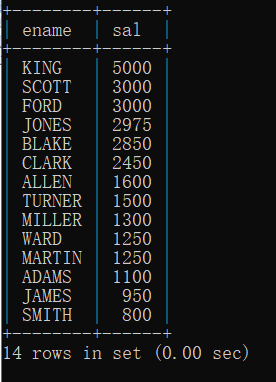 +--------+------+
| ename  | sal  |
+--------+------+
| KING   | 5000 |
| SCOTT  | 3000 |
| FORD   | 3000 |
| JONES  | 2975 |
| BLAKE  | 2850 |
| CLARK  | 2450 |
| ALLEN  | 1600 |
| TURNER | 1500 |
| MILLER | 1300 |
| WARD   | 1250 |
| MARTIN | 1250 |
| ADAMS  | 1100 |
| JAMES  |  950 |
| SMITH  |  800 |
+--------+------+
14 rows in set (0.00 sec)